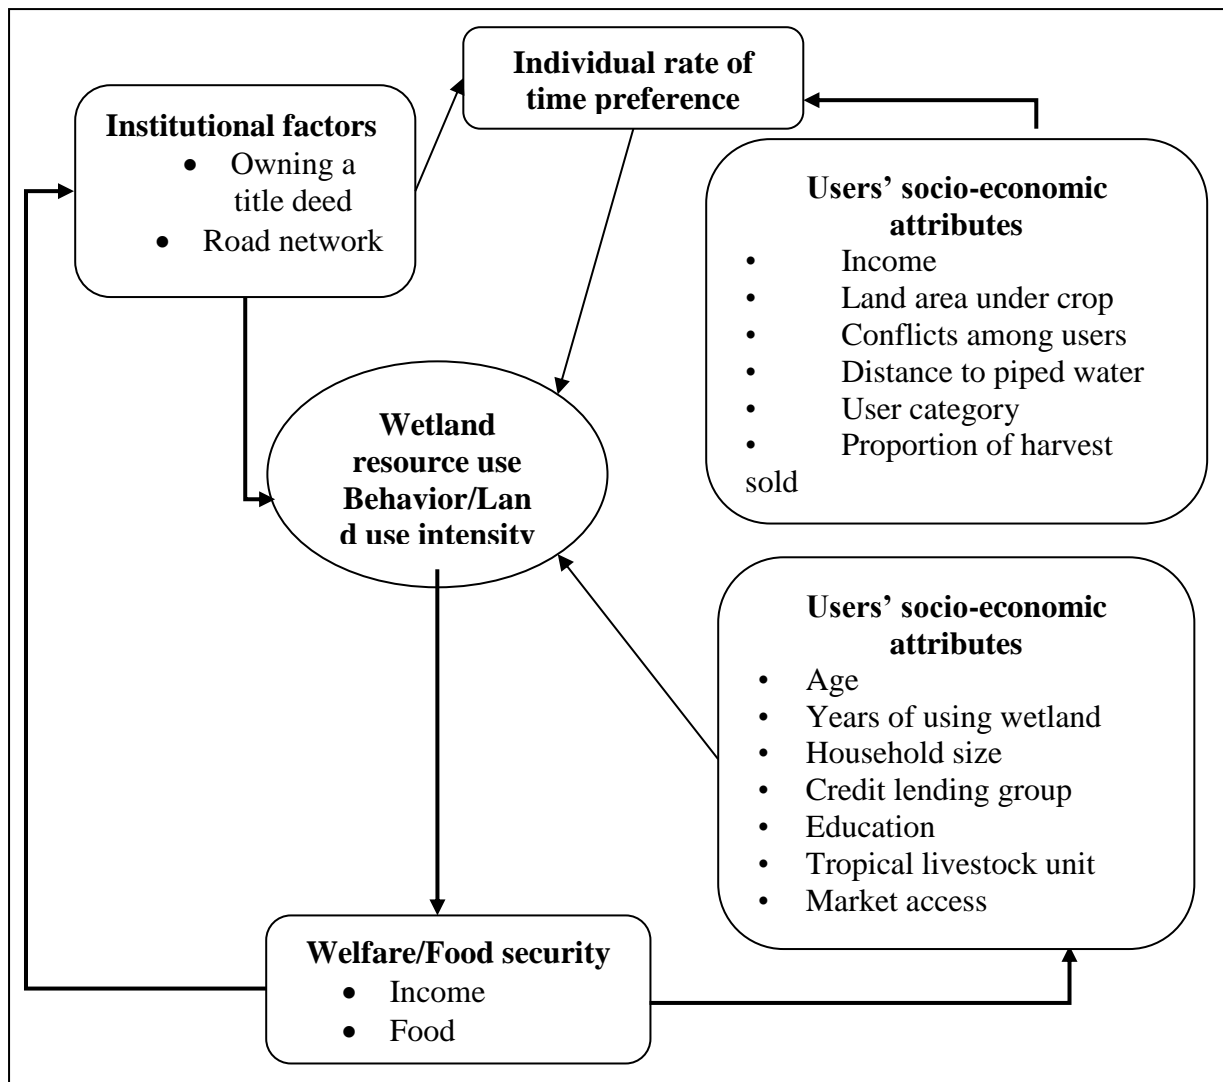 Individual rate of
time preference
Institutional factors
• Owning a
title deed
• Road network
Users’ socio-economic
attributes
• Income
• Land area under crop
• Conflicts among users
• Distance to piped water
• User category
• Proportion of harvest
sold
Wetland
resource use
Behavior/Lan
d use intensity
Users’ socio-economic
attributes
• Age
• Years of using wetland
• Household size
• Credit lending group
• Education
• Tropical livestock unit
• Market access
Welfare/Food security
• Income
• Food